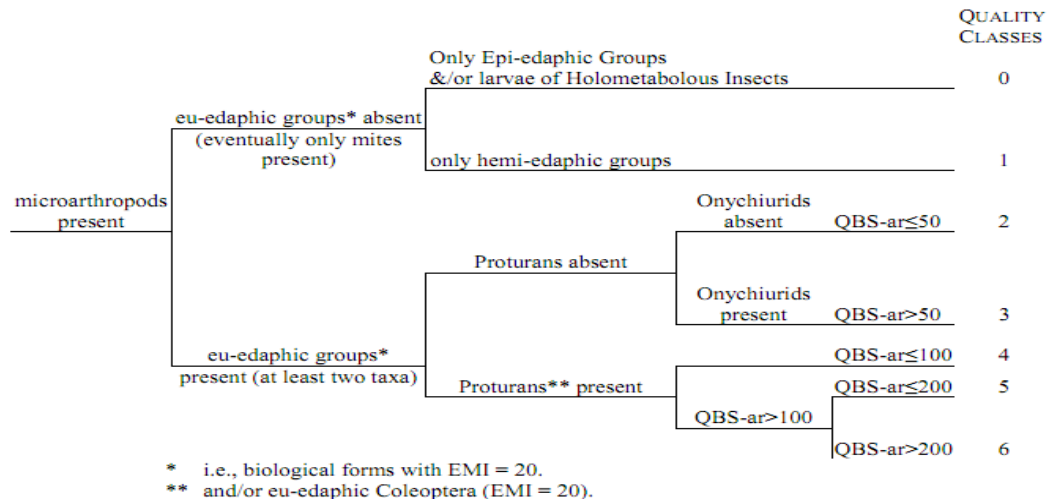 QUALITY
CLASSES
Only Epi-edaphic Groups
&/or larvae of Holometabolous Insects
0
eu-edaphic groups* absent
(eventually only mites
present)
only hemi-edaphic groups
1
microarthropods
present
Onychiurids
absent
QBS-ar≤50
2
Proturans absent
Onychiurids
present
QBS-ar>50
3
eu-edaphic groups*
present (at least two taxa)
QBS-ar≤100
4
Proturans** present
QBS-ar≤200
5
QBS-ar>100
QBS-ar>200
6
* i.e., biological forms with EMI = 20.
** and/or eu-edaphic Coleoptera (EMI = 20).